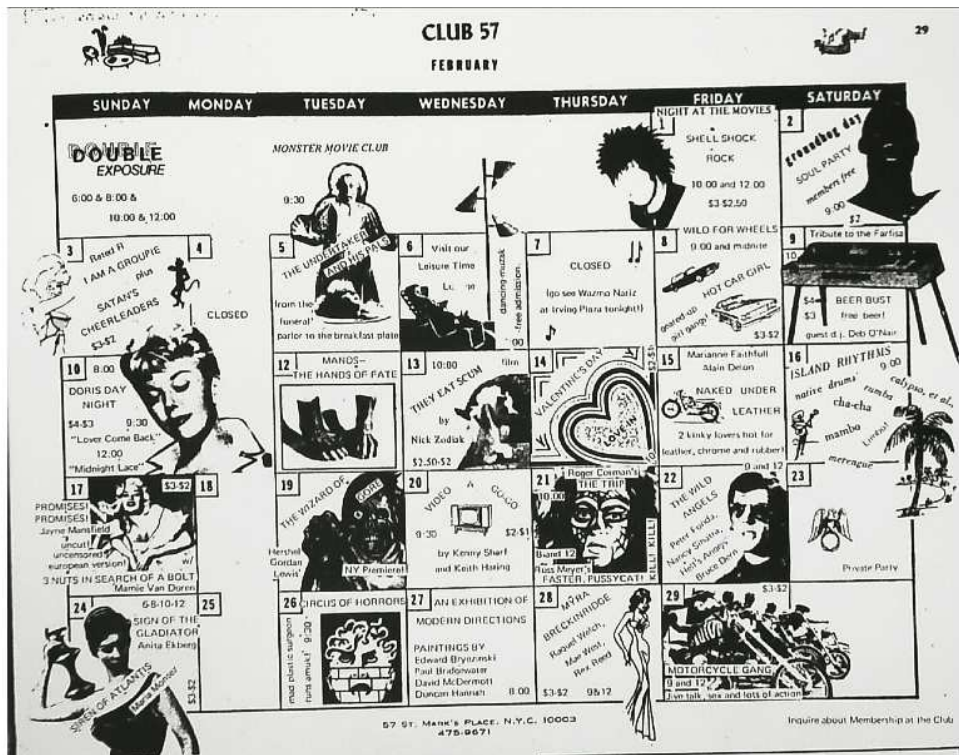 CLUB 57
29
FEBRUARY
SUNDAY MONDAY TUESDAY WEDNESDAY THURSDAY FRIDAY SATURDAY
DOUBLE
EXPOSURE
6:00 & 8:00 &
10:00 & 12:00
MONSTER MOVIE CLUB
9:30
NIGHT AT THE MOVIES
1
SHELL SHOCK
ROCK
10:00 and 12:00
$3 $2.50
2
groundhog day
SOUL PARTY
members free
9:00
$2
3
Rated R
I AM A GROUPIE
plus
SATAN'S
CHEERLEADERS
$3-$2
4
CLOSED
5
THE UNDERTAKER
AND HIS PALS
from the
funeral
parlor to the breakfast plate
6
Visit our
Leisure Time
dancing-muzak
free admission.
7
CLOSED
(go see Wazmo Nariz
at Irving Plaza tonight!)
8
WILD FOR WHEELS
9:00 and midnite
HOT CAR GIRL
geared up
girl gangs!
$3-$2
9
Tribute to the Farfisa
$4
$3
BEER BUST
free beer!
guest d.j. Deb O'Nair
10
8:00
DORIS DAY
NIGHT
$4-$3 9:30
"Lover Come Back"
12:00
"Midnight Lace"
12
MANOS—
THE HANDS OF FATE
13
10:00 film
THEY EAT SCUM
by
Nick Zodiak
$2.50-$2
14
VALENTINE'S DAY
LOVE IN
15
Marianne Faithfull
Alain Delon
NAKED UNDER
LEATHER
2 kinky lovers hot for
leather, chrome and rubber!
9 and 12
16
ISLAND RHYTHMS
9:00
native drums
rumba
calypso, et al.,
cha-cha
mambo
Limbo!
merengue
17
$3-$2
PROMISES!
PROMISES!
Jayne Mansfield
uncut!
uncensored
european version!
w/
3 NUTS IN SEARCH OF A BOLT
Mamie Van Doren
18
19
THE WIZARD OF
GORE
Hershel
Gordan
Lewis'
NY Premiere!
20
VIDEO A GO-GO
9:30
$2-$1
by Kenny Sharf
and Keith Haring
21
Roger Corman's
THE TRIP
10:00
8 and 12
Russ Meyer's
FASTER, PUSSYCAT!
KILL! KILL!
22
THE WILD
ANGELS
Peter Fonda,
Nancy Sinatra,
Hell's Angels
Bruce Dern
23
Private Party
24
6-8-10-12
SIGN OF THE
GLADIATOR
Anita Ekberg
SIREN OF ATLANTIS
Maria Montez
25
$3-$2
26
CIRCUS OF HORRORS
mad plastic surgeon
runs amuk! 9:30
27
AN EXHIBITION OF
MODERN DIRECTIONS
PAINTINGS BY
Edward Brzezinski
Paul Bridgewater
David McDermott
Duncan Hannah 8:00
28
MYRA
BRECKINRIDGE
Raquel Welch,
Mae West,
Rex Reed
$3-$2 9&12
29
$3-$2
MOTORCYCLE GANG
9 and 12
Jive talk, sex and lots of action
57 ST. MARK'S PLACE, N.Y.C. 10003
475-9671
Inquire about Membership at the Club